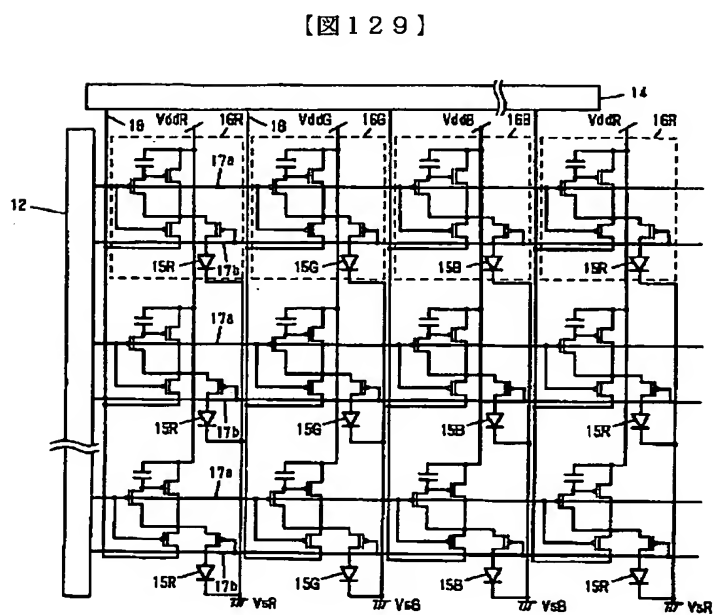 【図129】
14
18 VddR 16R 18 VddG 16G VddB 16B VddR 16R
12
17a
15R 17b 15G 15B 15R
17a
15R 17b 15G 15B 15R
17a
15R 17b 15G 15B 15R
VsR VsG VsB VsR